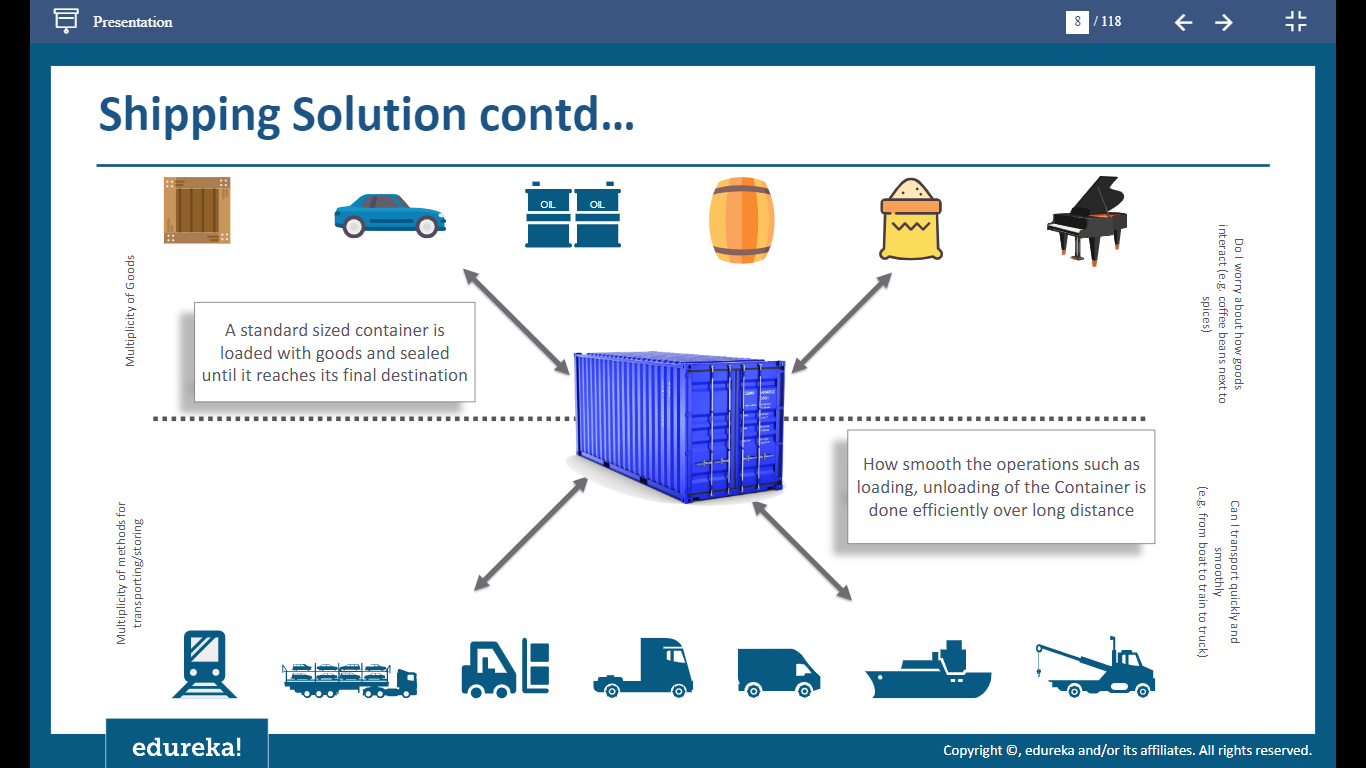 Presentation
8 / 118
Shipping Solution contd...
OIL OIL
Multiplicity of Goods
Do I worry about how goods
interact (e.g. coffee beans next to
spices)
A standard sized container is
loaded with goods and sealed
until it reaches its final destination
How smooth the operations such as
loading, unloading of the Container is
done efficiently over long distance
Multiplicity of methods for
transporting/storing
Can I transport quickly and
smoothly
(e.g. from boat to train to truck)
edureka!
Copyright ©, edureka and/or its affiliates. All rights reserved.